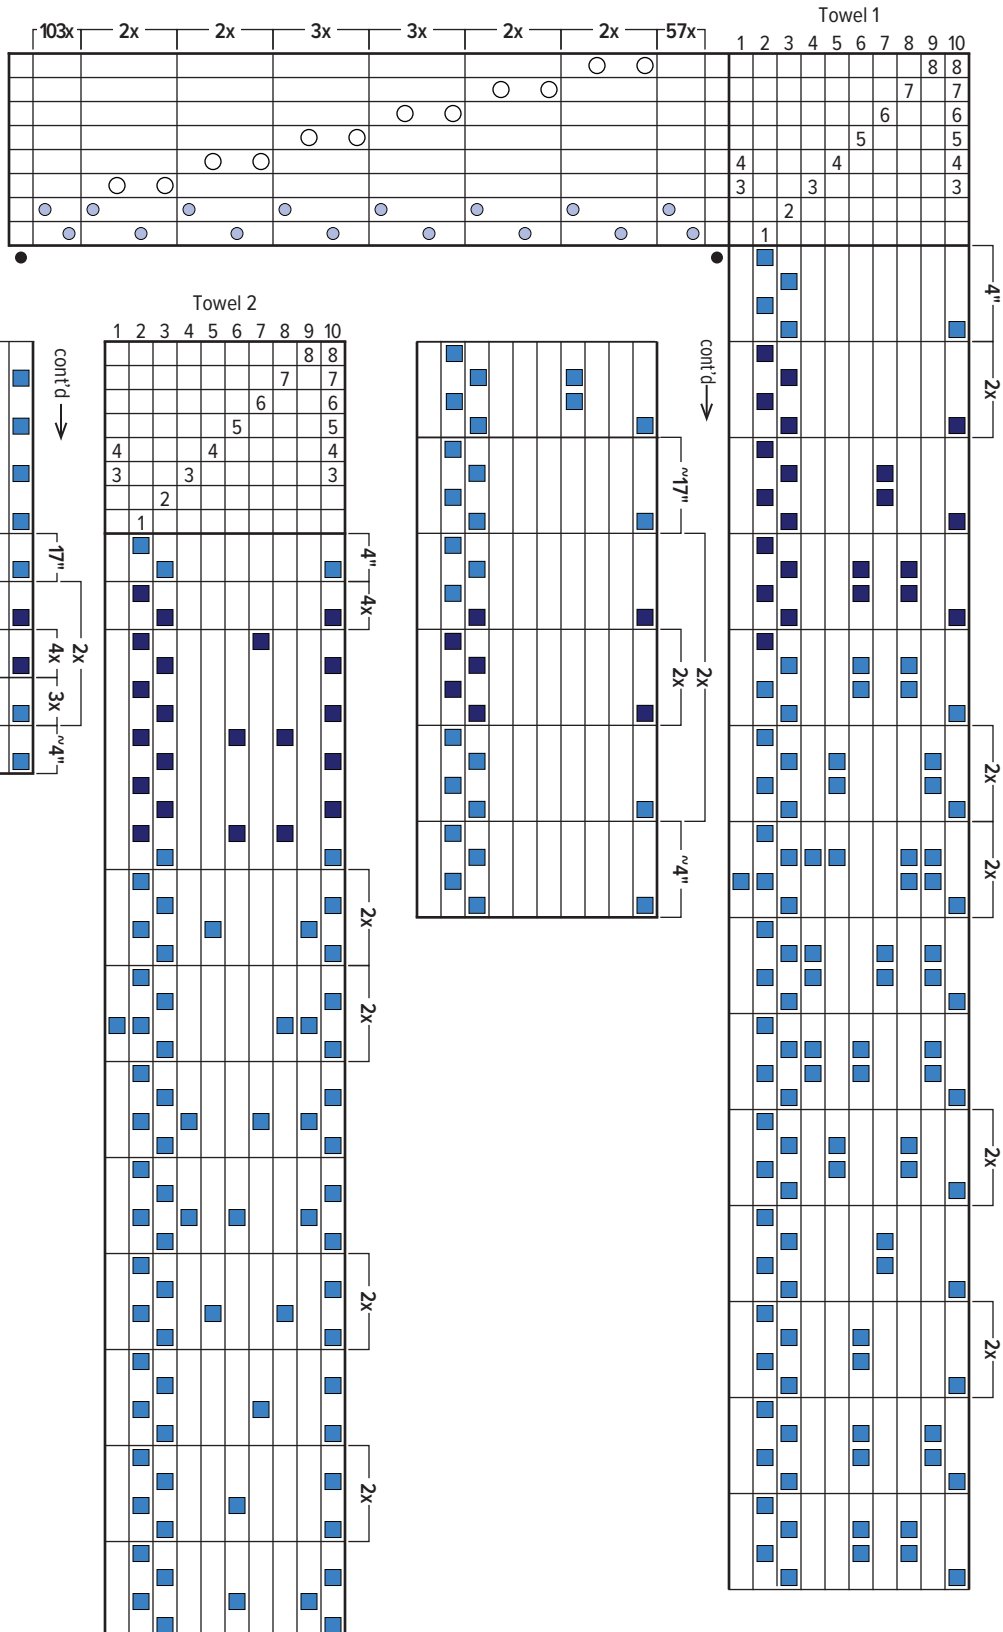 Towel 1
103x 2x 2x 3x 3x 2x 2x 57x
1 2 3 4 5 6 7 8 9 10
8 8
7 7
6 6
5 5
4 4 4
3 3 3
2
1
4"
2x
2x
2x
2x
2x
Towel 2
1 2 3 4 5 6 7 8 9 10
8 8
7 7
6 6
5 5
4 4 4
3 3 3
2
1
4"
4x
2x
2x
2x
2x
cont'd
17"
2x
4x
3x
~4"
cont'd
~17"
2x
2x
~4"